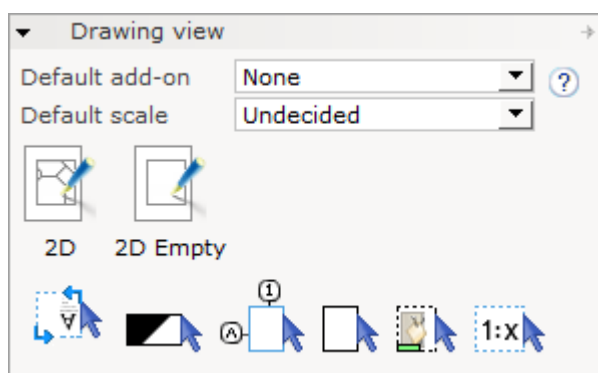 Drawing view
Default add-on None ?
Default scale Undecided
2D 2D Empty
1
A
A
1:x